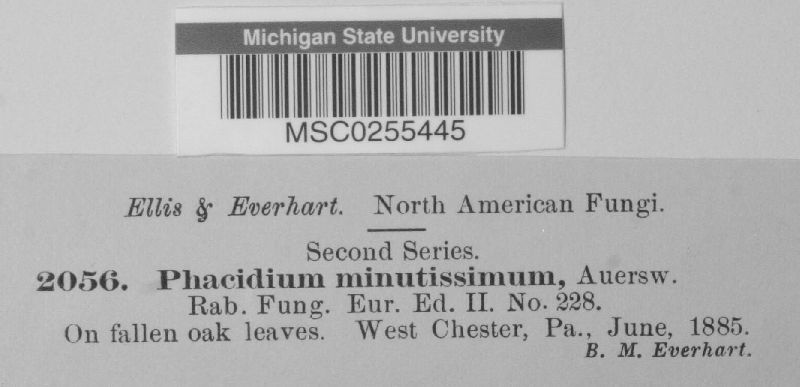 Michigan State University
MSC0255445
Ellis & Everhart. North American Fungi.
Second Series.
2056. Phacidium minutissimum, Auersw.
Rab. Fung. Eur. Ed. II. No. 228.
On fallen oak leaves. West Chester, Pa., June, 1885.
B. M. Everhart.